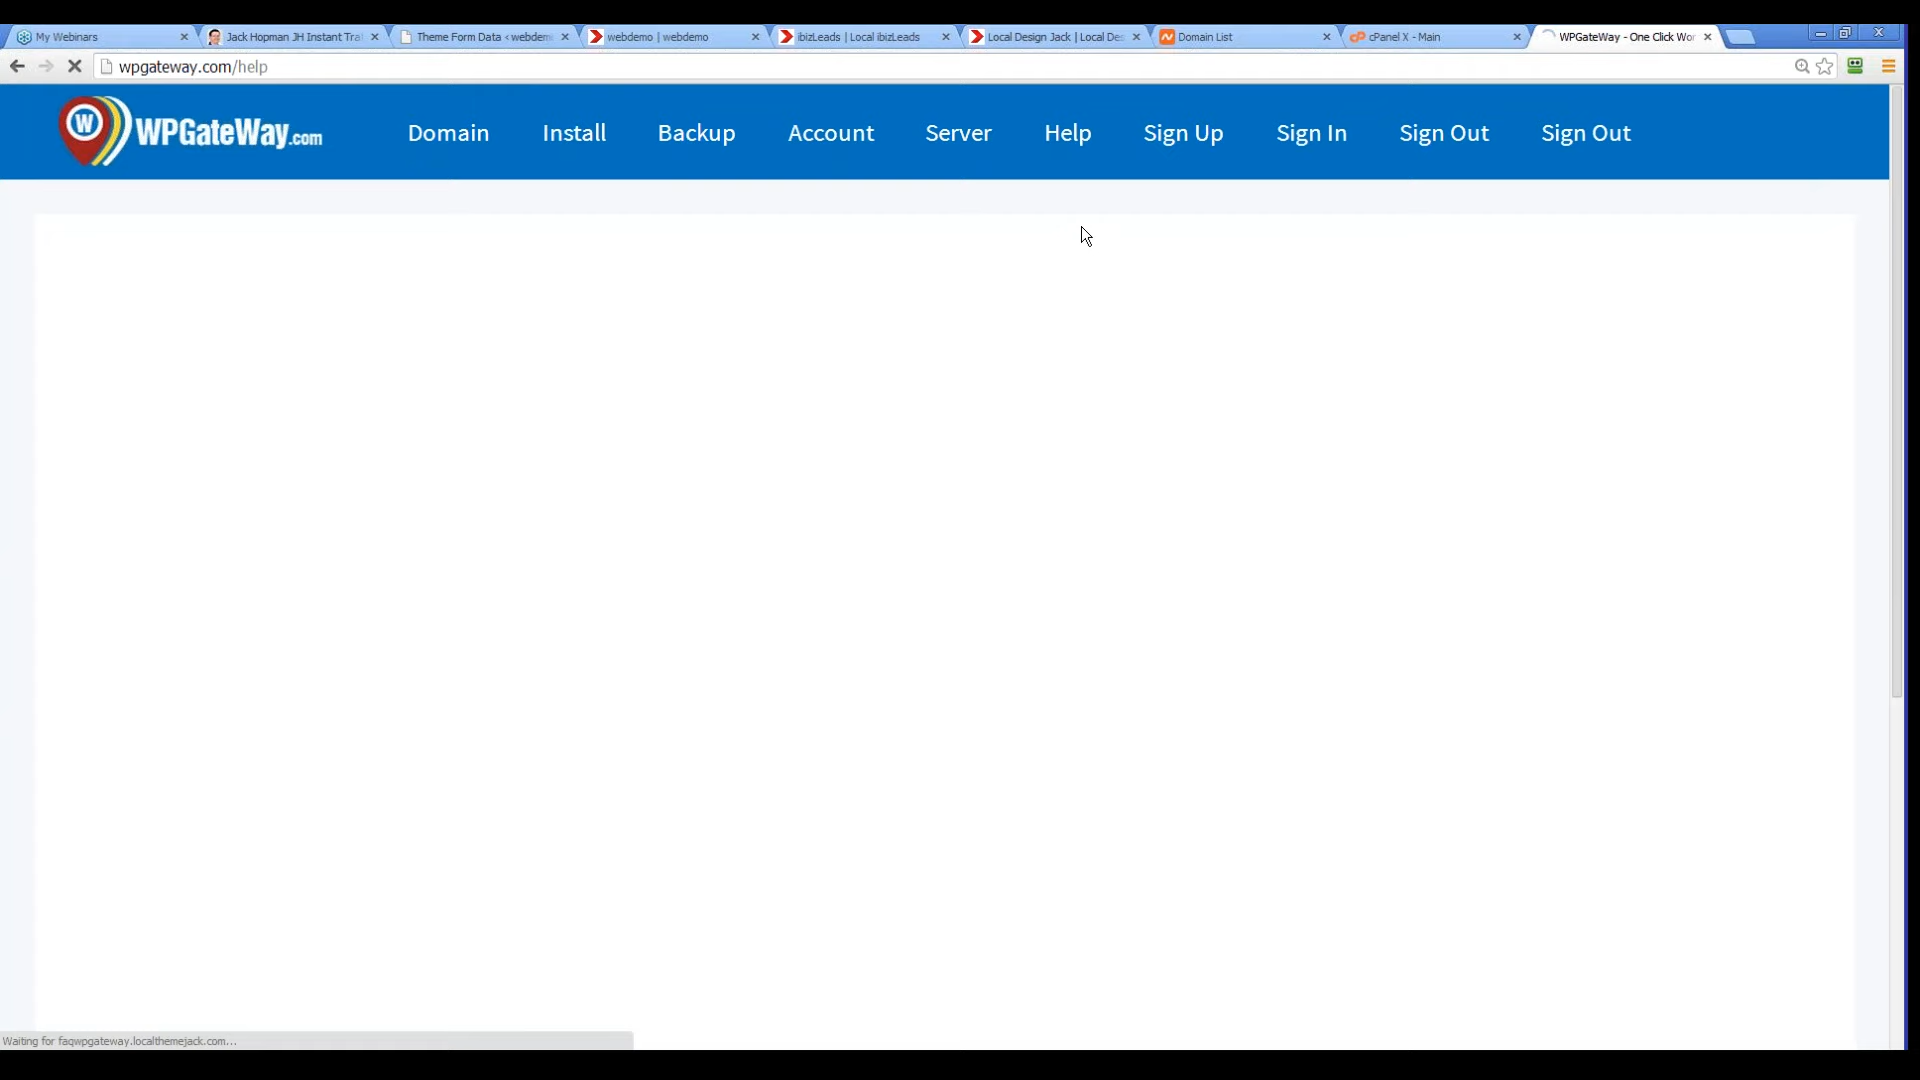 My Webinars
Jack Hopman JH Instant Tra
Theme Form Data < webdem
webdemo | webdemo
ibizLeads | Local ibizLeads
Local Design Jack | Local De
Domain List
cP cPanel X - Main
WPGateWay - One Click Wor
wpgateway.com/help
W WPGateWay.com
Domain
Install
Backup
Account
Server
Help
Sign Up
Sign In
Sign Out
Sign Out
Waiting for faqwpgateway.localthemejack.com...